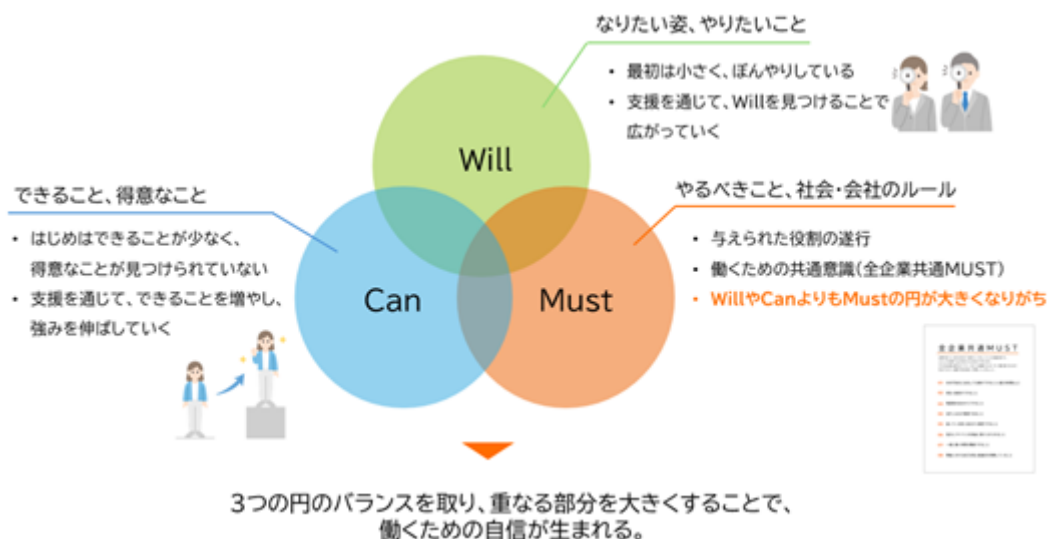 なりたい姿、やりたいこと
• 最初は小さく、ぼんやりしている
• 支援を通じて、Willを見つけることで
広がっていく
Will
できること、得意なこと
• はじめはできることが少なく、
得意なことが見つけられていない
• 支援を通じて、できることを増やし、
強みを伸ばしていく
Can
Must
やるべきこと、社会・会社のルール
• 与えられた役割の遂行
• 働くための共通意識(全企業共通MUST)
• WillやCanよりもMustの円が大きくなりがち
全企業共通MUST
3つの円のバランスを取り、重なる部分を大きくすることで、
働くための自信が生まれる。